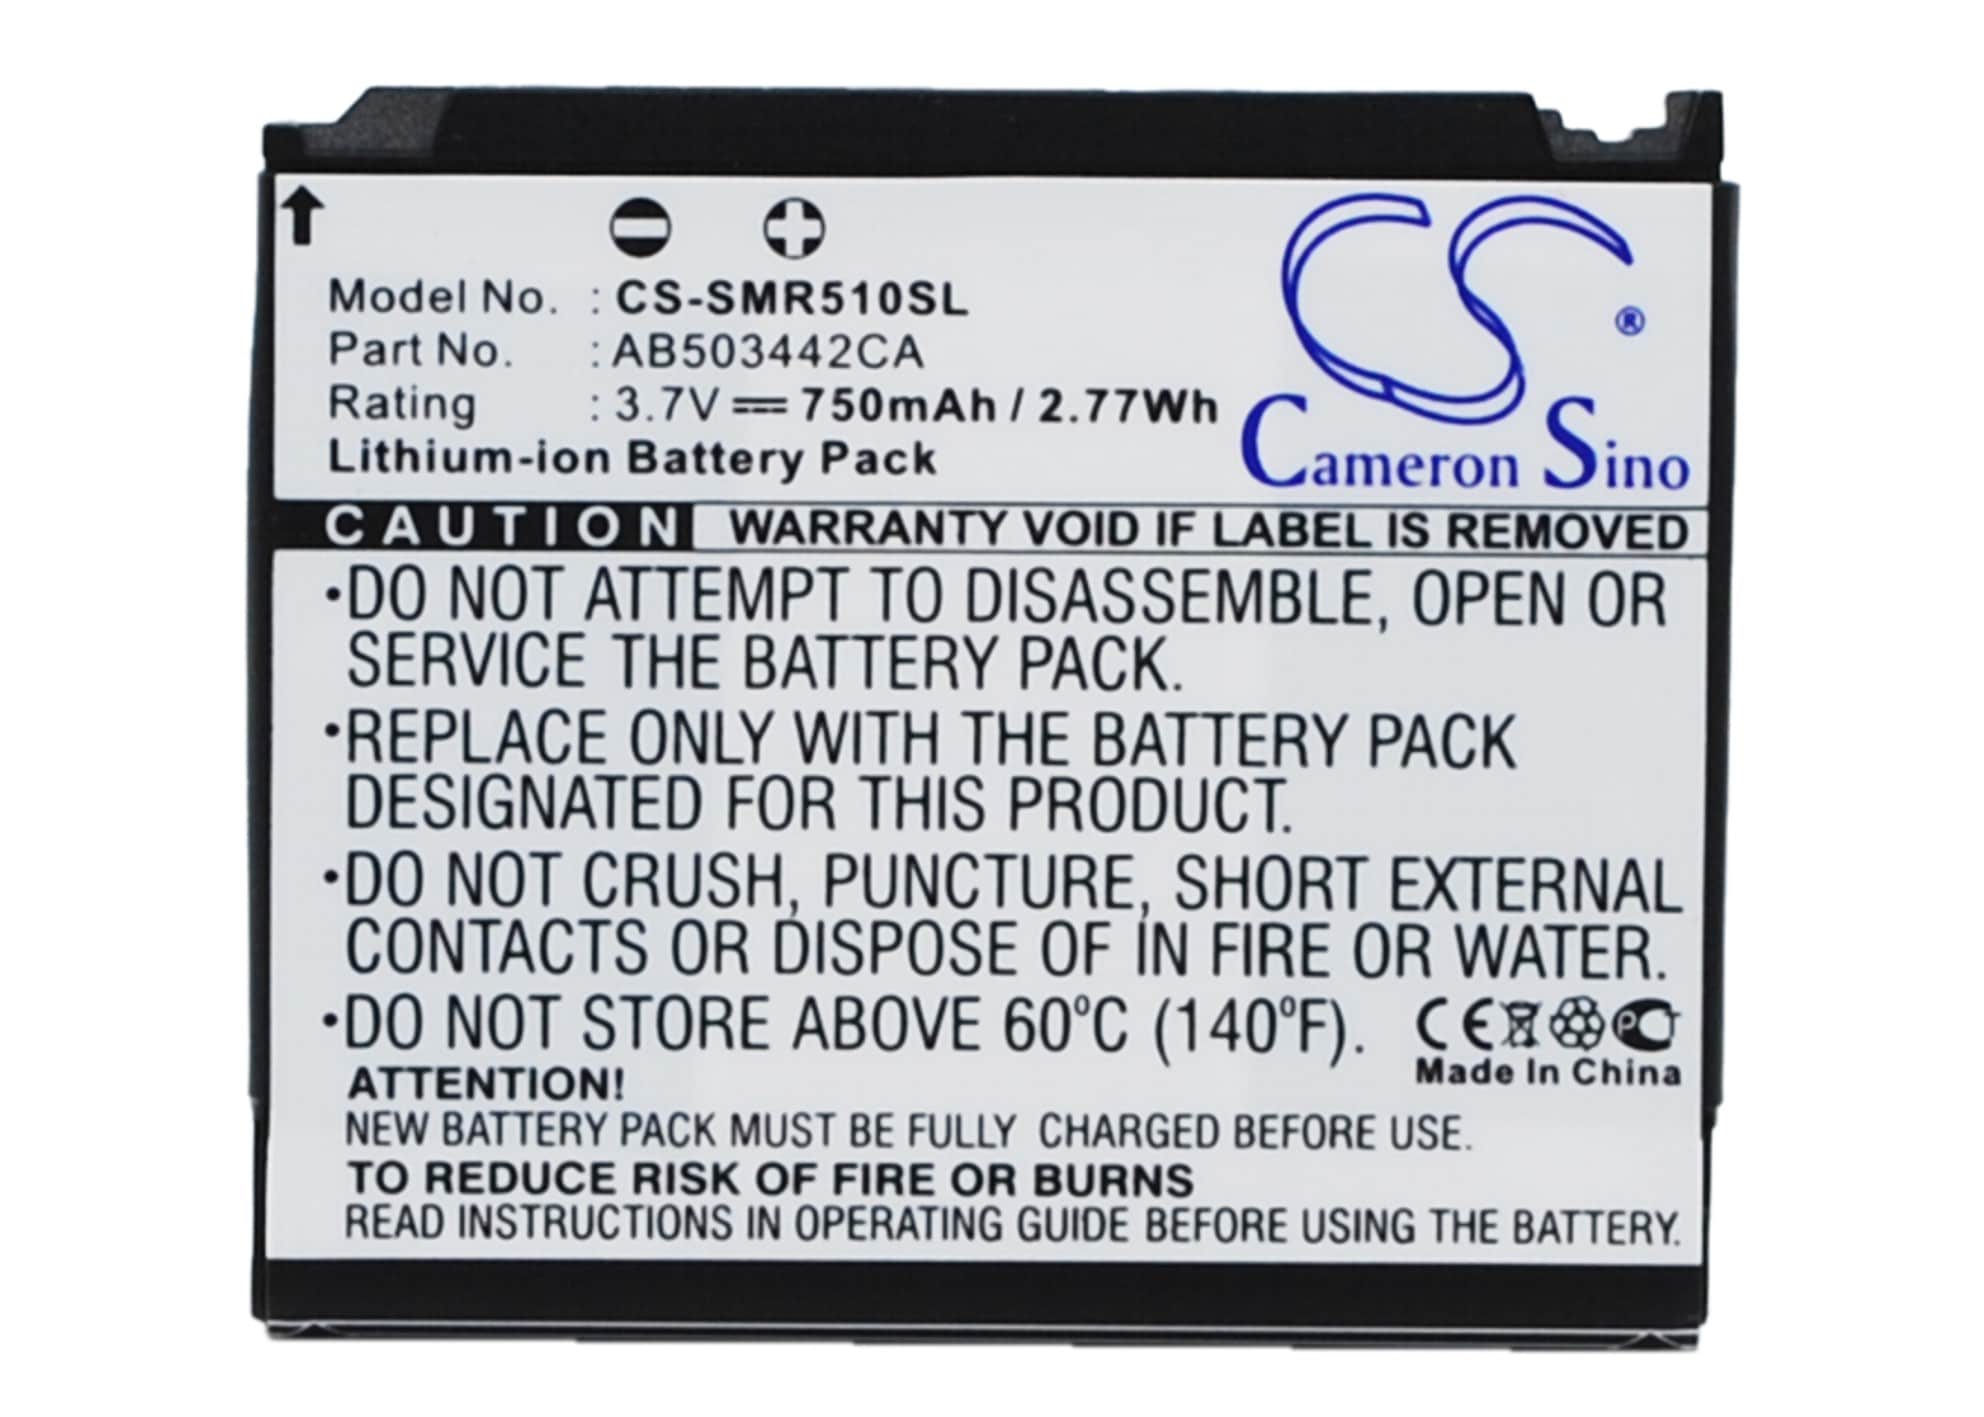 Model No. : CS-SMR510SL
Part No. : AB503442CA
Rating : 3.7V 750mAh / 2.77Wh
Lithium-ion Battery Pack
CS ®
Cameron Sino
CAUTION WARRANTY VOID IF LABEL IS REMOVED
•DO NOT ATTEMPT TO DISASSEMBLE, OPEN OR
SERVICE THE BATTERY PACK.
•REPLACE ONLY WITH THE BATTERY PACK
DESIGNATED FOR THIS PRODUCT.
•DO NOT CRUSH, PUNCTURE, SHORT EXTERNAL
CONTACTS OR DISPOSE OF IN FIRE OR WATER.
•DO NOT STORE ABOVE 60°C (140°F). CE PCT
Made In China
ATTENTION!
NEW BATTERY PACK MUST BE FULLY CHARGED BEFORE USE.
TO REDUCE RISK OF FIRE OR BURNS
READ INSTRUCTIONS IN OPERATING GUIDE BEFORE USING THE BATTERY.